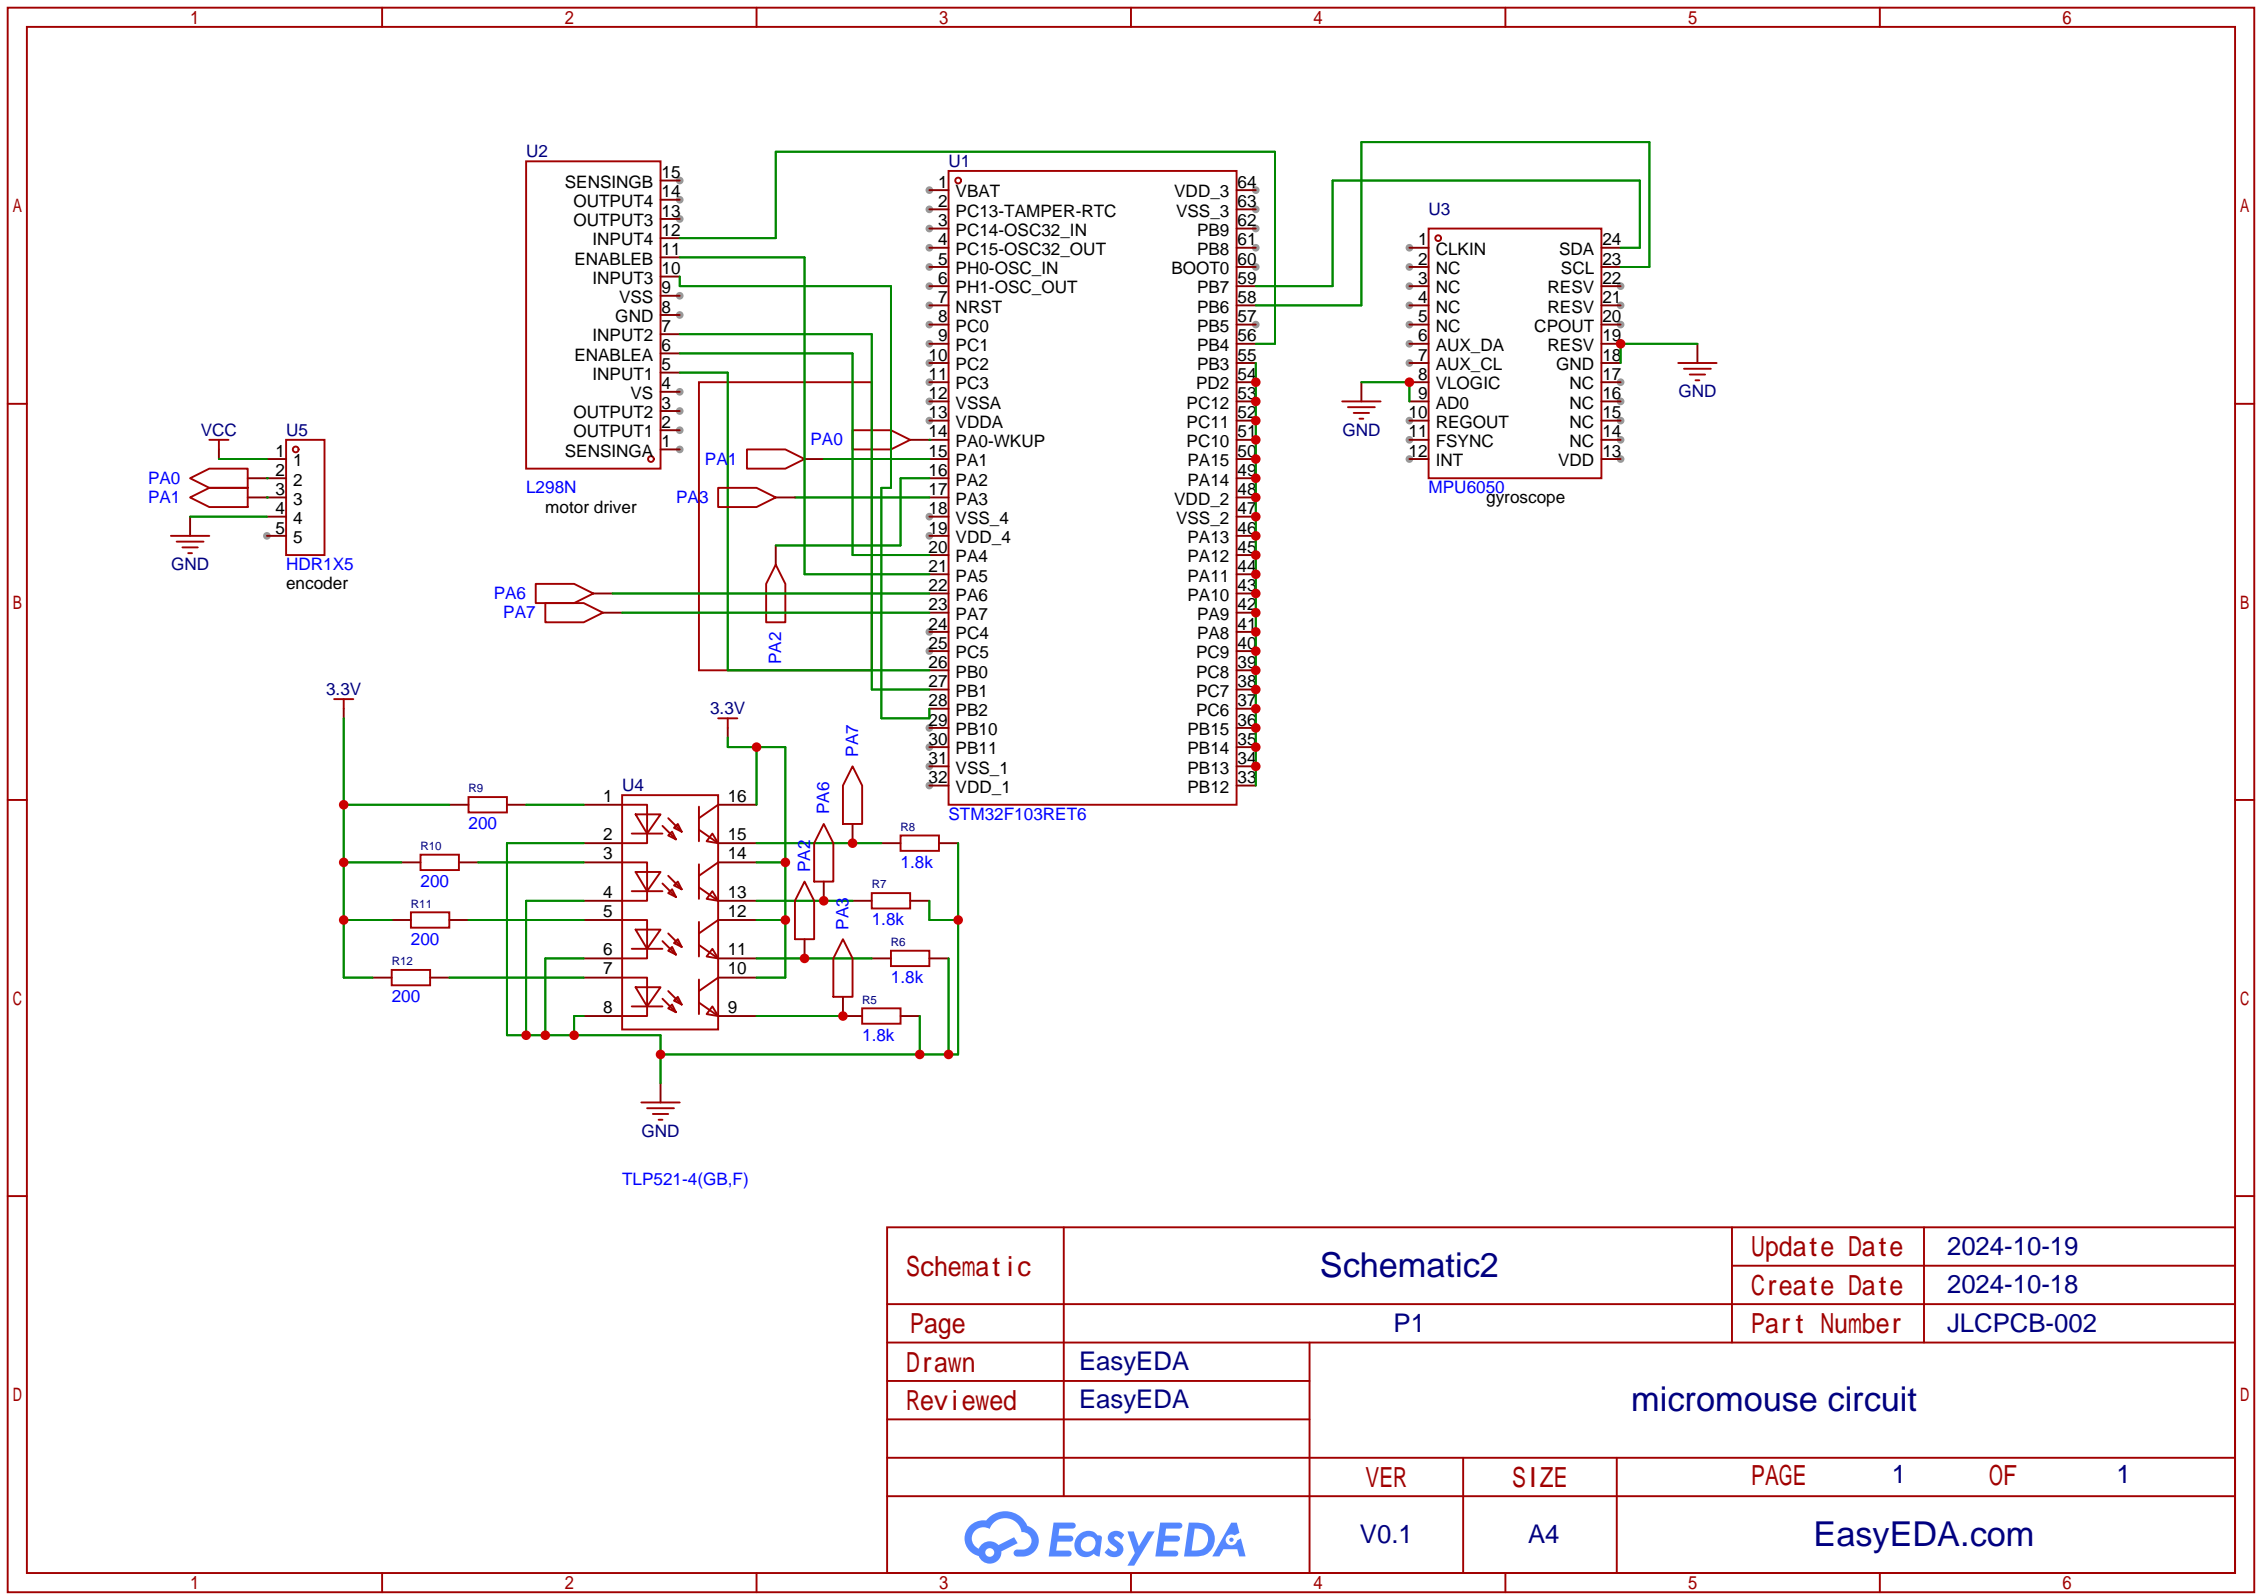 1 2 3 4 5 6
A A
B B
C C
D D
U2
15 SENSINGB
14 OUTPUT4
13 OUTPUT3
12 INPUT4
11 ENABLEB
10 INPUT3
9 VSS
8 GND
7 INPUT2
6 ENABLEA
5 INPUT1
4 VS
3 OUTPUT2
2 OUTPUT1
1 SENSINGA
L298N
motor driver
U1
1 VBAT
2 PC13-TAMPER-RTC
3 PC14-OSC32_IN
4 PC15-OSC32_OUT
5 PH0-OSC_IN
6 PH1-OSC_OUT
7 NRST
8 PC0
9 PC1
10 PC2
11 PC3
12 VSSA
13 VDDA
14 PA0-WKUP
15 PA1
16 PA2
17 PA3
18 VSS_4
19 VDD_4
20 PA4
21 PA5
22 PA6
23 PA7
24 PC4
25 PC5
26 PB0
27 PB1
28 PB2
29 PB10
30 PB11
31 VSS_1
32 VDD_1
VDD_3 64
VSS_3 63
PB9 62
PB8 61
BOOT0 60
PB7 59
PB6 58
PB5 57
PB4 56
PB3 55
PD2 54
PC12 53
PC11 52
PC10 51
PA15 50
PA14 49
VDD_2 48
VSS_2 47
PA13 46
PA12 45
PA11 44
PA10 43
PA9 42
PA8 41
PC9 40
PC8 39
PC7 38
PC6 37
PB15 36
PB14 35
PB13 34
PB12 33
STM32F103RET6
PA0
PA1
PA3
PA2
PA6
PA7
U3
1 CLKIN
2 NC
3 NC
4 NC
5 NC
6 AUX_DA
7 AUX_CL
8 VLOGIC
9 AD0
10 REGOUT
11 FSYNC
12 INT
SDA 24
SCL 23
RESV 22
RESV 21
CPOUT 20
RESV 19
GND 18
NC 17
NC 16
NC 15
NC 14
VDD 13
MPU6050
gyroscope
GND
GND
VCC
U5
1 1
PA0 2 2
PA1 3 3
4 4
5 5
GND
HDR1X5
encoder
3.3V
3.3V
R9
200
R10
200
R11
200
R12
200
U4
1 16
2 15
3 14
4 13
5 12
6 11
7 10
8 9
PA7
PA6
PA2
PA3
R8
1.8k
R7
1.8k
R6
1.8k
R5
1.8k
GND
TLP521-4(GB,F)
Schematic Schematic2
Update Date 2024-10-19
Create Date 2024-10-18
Page P1
Part Number JLCPCB-002
Drawn EasyEDA
Reviewed EasyEDA
micromouse circuit
VER SIZE PAGE 1 OF 1
EasyEDA V0.1 A4 EasyEDA.com
1 2 3 4 5 6